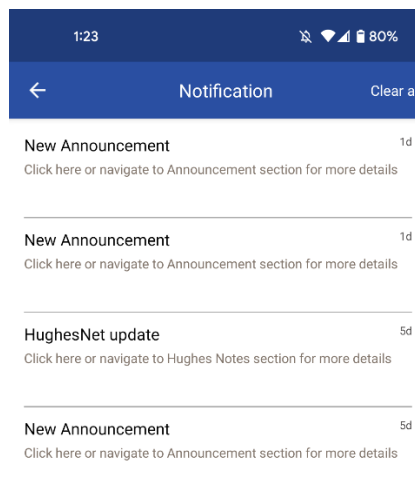 1:23 80%
Notification Clear a
New Announcement 1d
Click here or navigate to Announcement section for more details
New Announcement 1d
Click here or navigate to Announcement section for more details
HughesNet update 5d
Click here or navigate to Hughes Notes section for more details
New Announcement 5d
Click here or navigate to Announcement section for more details